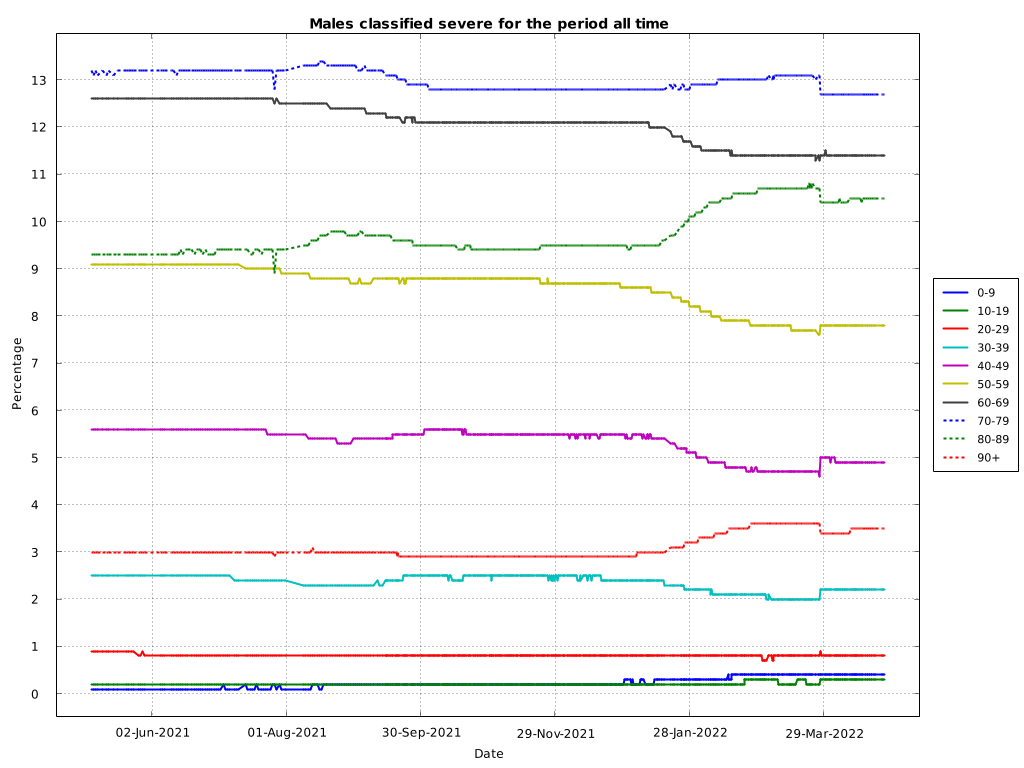 Males classified severe for the period all time
13
12
11
10
9
8
7
6
5
4
3
2
1
0
Percentage
02-Jun-2021
01-Aug-2021
30-Sep-2021
29-Nov-2021
28-Jan-2022
29-Mar-2022
Date
0-9
10-19
20-29
30-39
40-49
50-59
60-69
70-79
80-89
90+